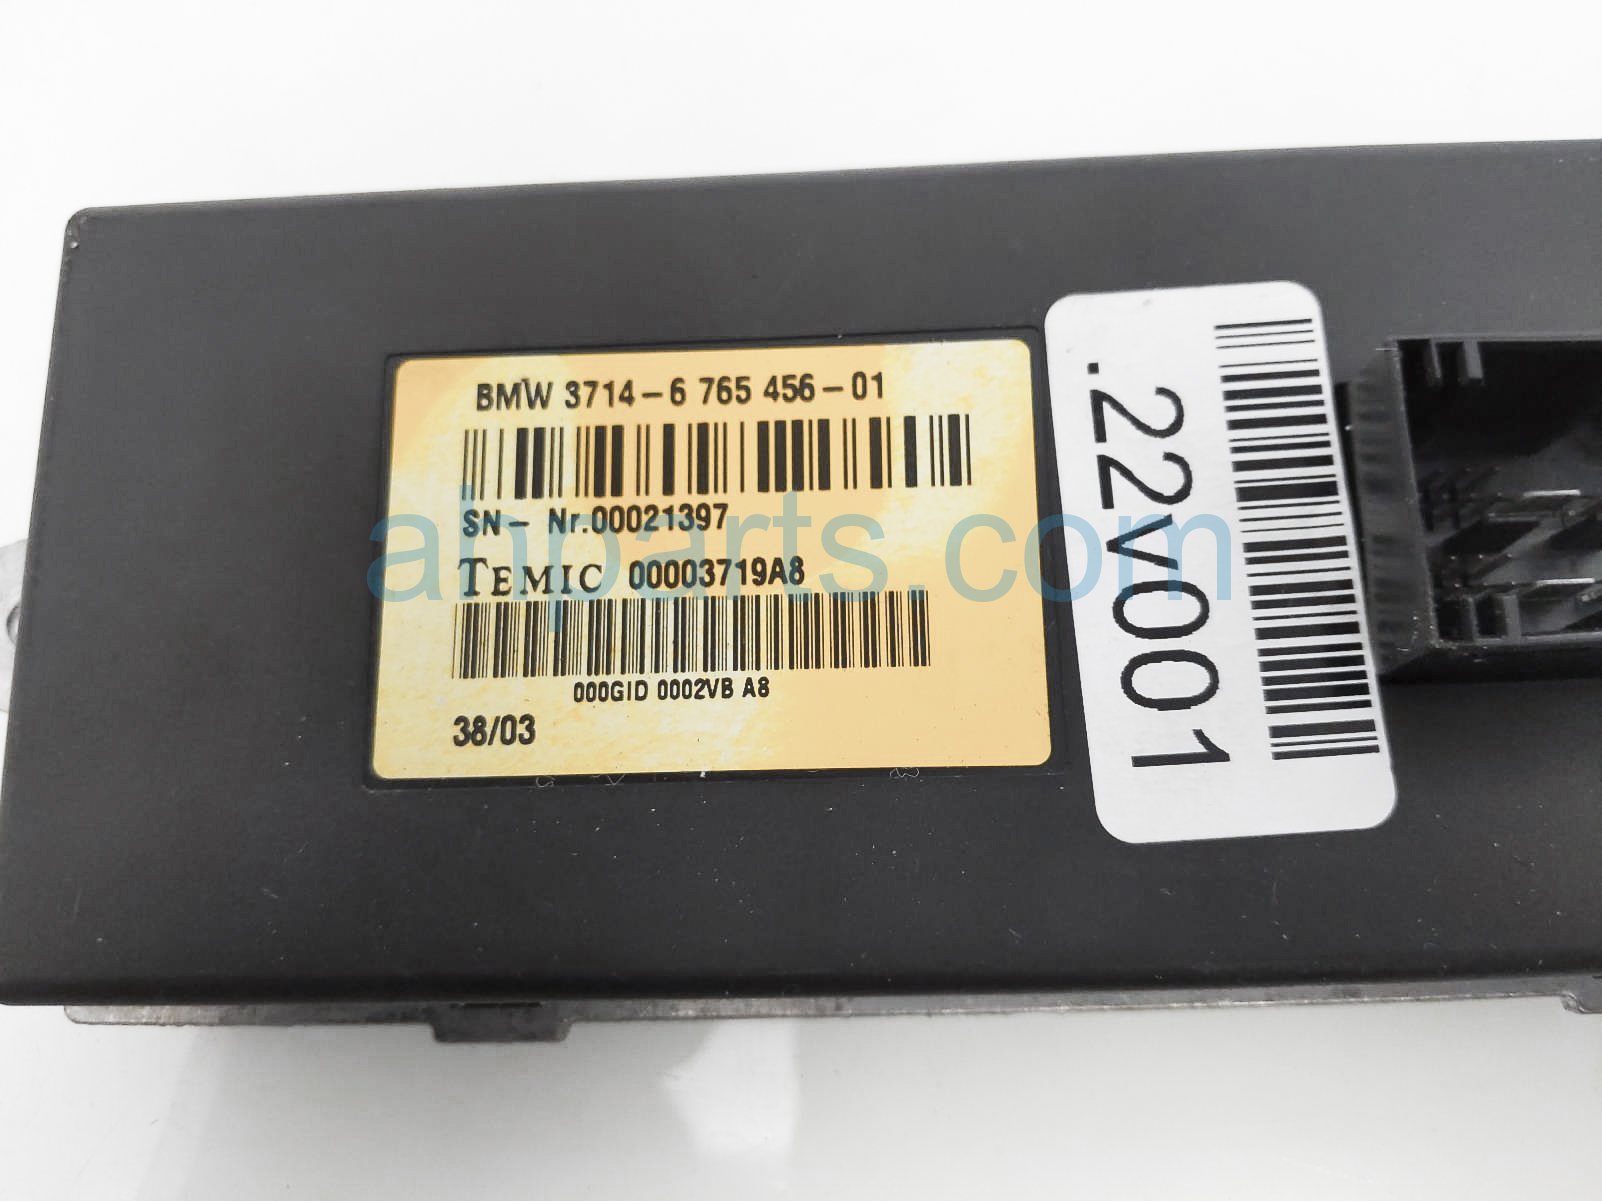 BMW 3714-6 765 456-01
SN- Nr.00021397
TEMIC 00003719A8
000GID 0002VB A8
38/03
.22V001
ahparts.com